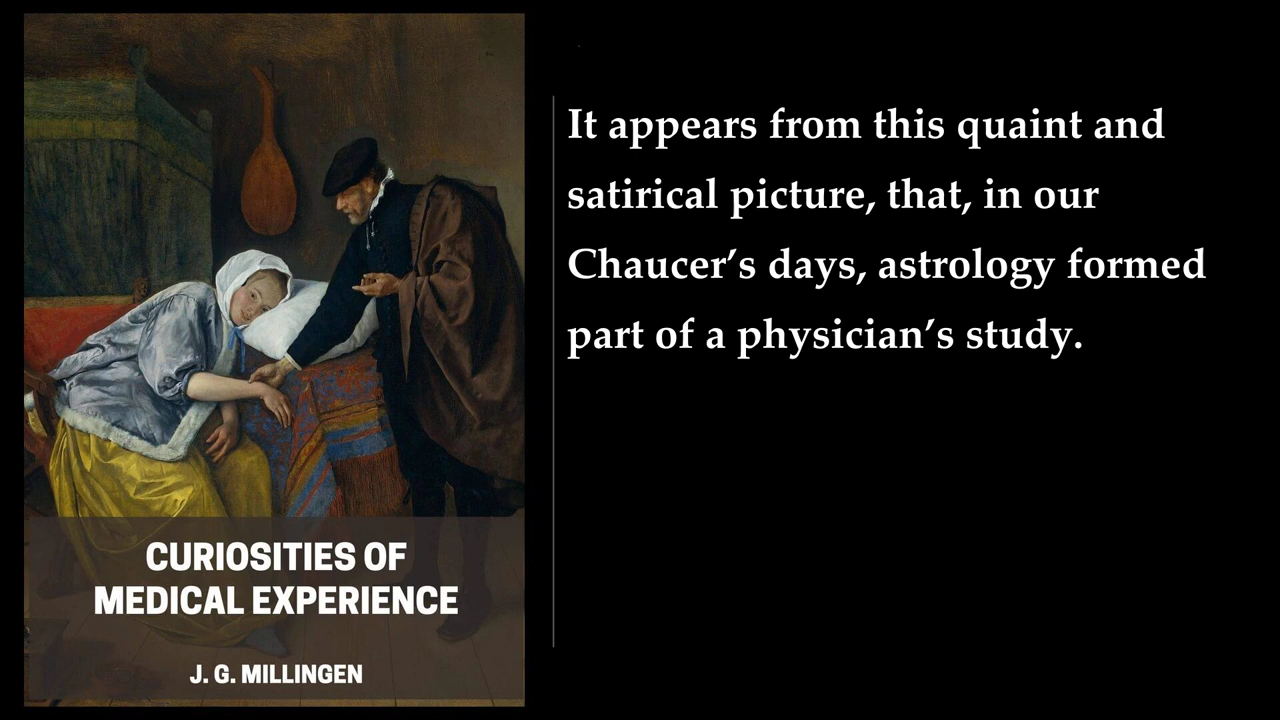 It appears from this quaint and
satirical picture, that, in our
Chaucer’s days, astrology formed
part of a physician’s study.
CURIOSITIES OF
MEDICAL EXPERIENCE
J. G. MILLINGEN